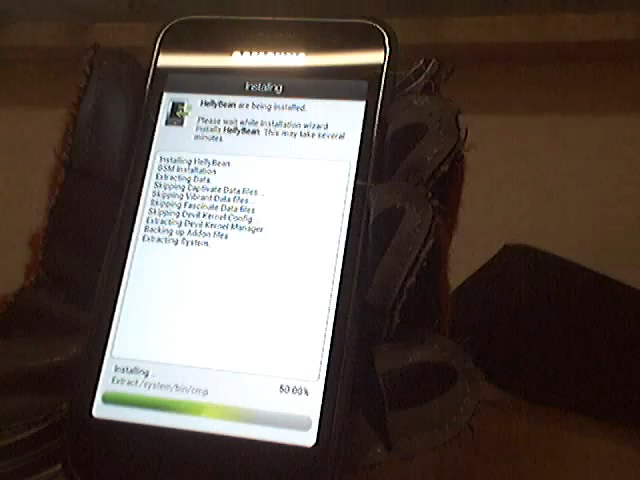 SAMSUNG
Installing
HellyBean are being installed.
Please wait while installation wizard
installs HellyBean. This may take several
minutes.
Installing HellyBean
GSM Installation
Extracting Data
Skipping Captivate Data files...
Skipping Vibrant Data files...
Skipping Fascinate Data files
Skipping Devil Kernel Config
Extracting Devil Kernel Manager
Backing up Addon files
Extracting System.
Installing...
Extract:/system/bin/cmp
50.00%